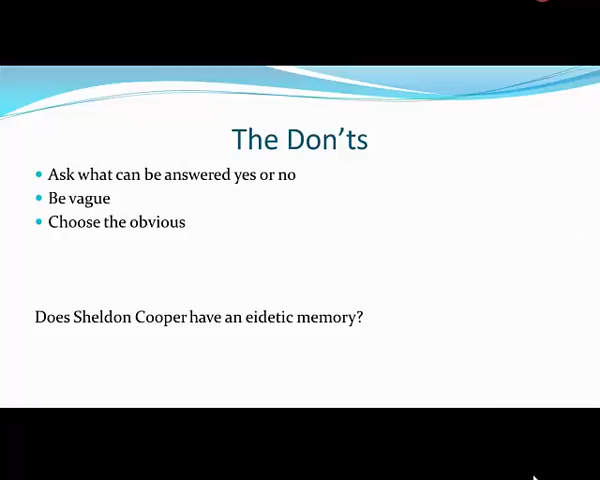 The Don'ts
• Ask what can be answered yes or no
• Be vague
• Choose the obvious
Does Sheldon Cooper have an eidetic memory?